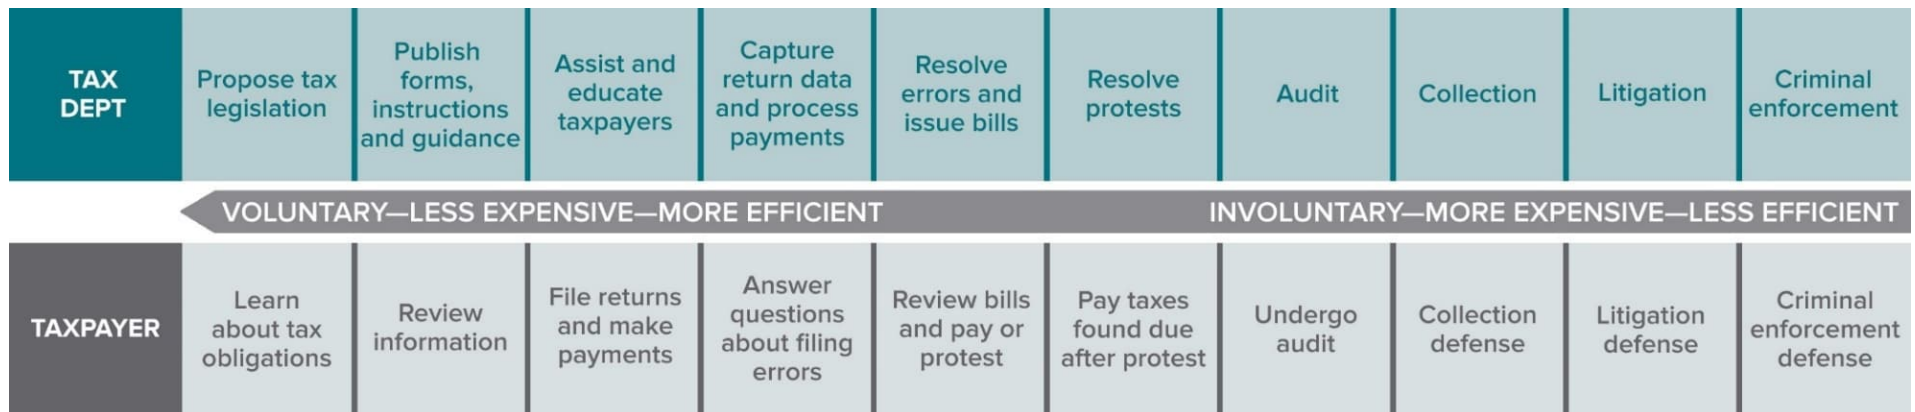 TAX
DEPT
Propose tax
legislation
Publish
forms,
instructions
and guidance
Assist and
educate
taxpayers
Capture
return data
and process
payments
Resolve
errors and
issue bills
Resolve
protests
Audit
Collection
Litigation
Criminal
enforcement
VOLUNTARY—LESS EXPENSIVE—MORE EFFICIENT
INVOLUNTARY—MORE EXPENSIVE—LESS EFFICIENT
TAXPAYER
Learn
about tax
obligations
Review
information
File returns
and make
payments
Answer
questions
about filing
errors
Review bills
and pay or
protest
Pay taxes
found due
after protest
Undergo
audit
Collection
defense
Litigation
defense
Criminal
enforcement
defense